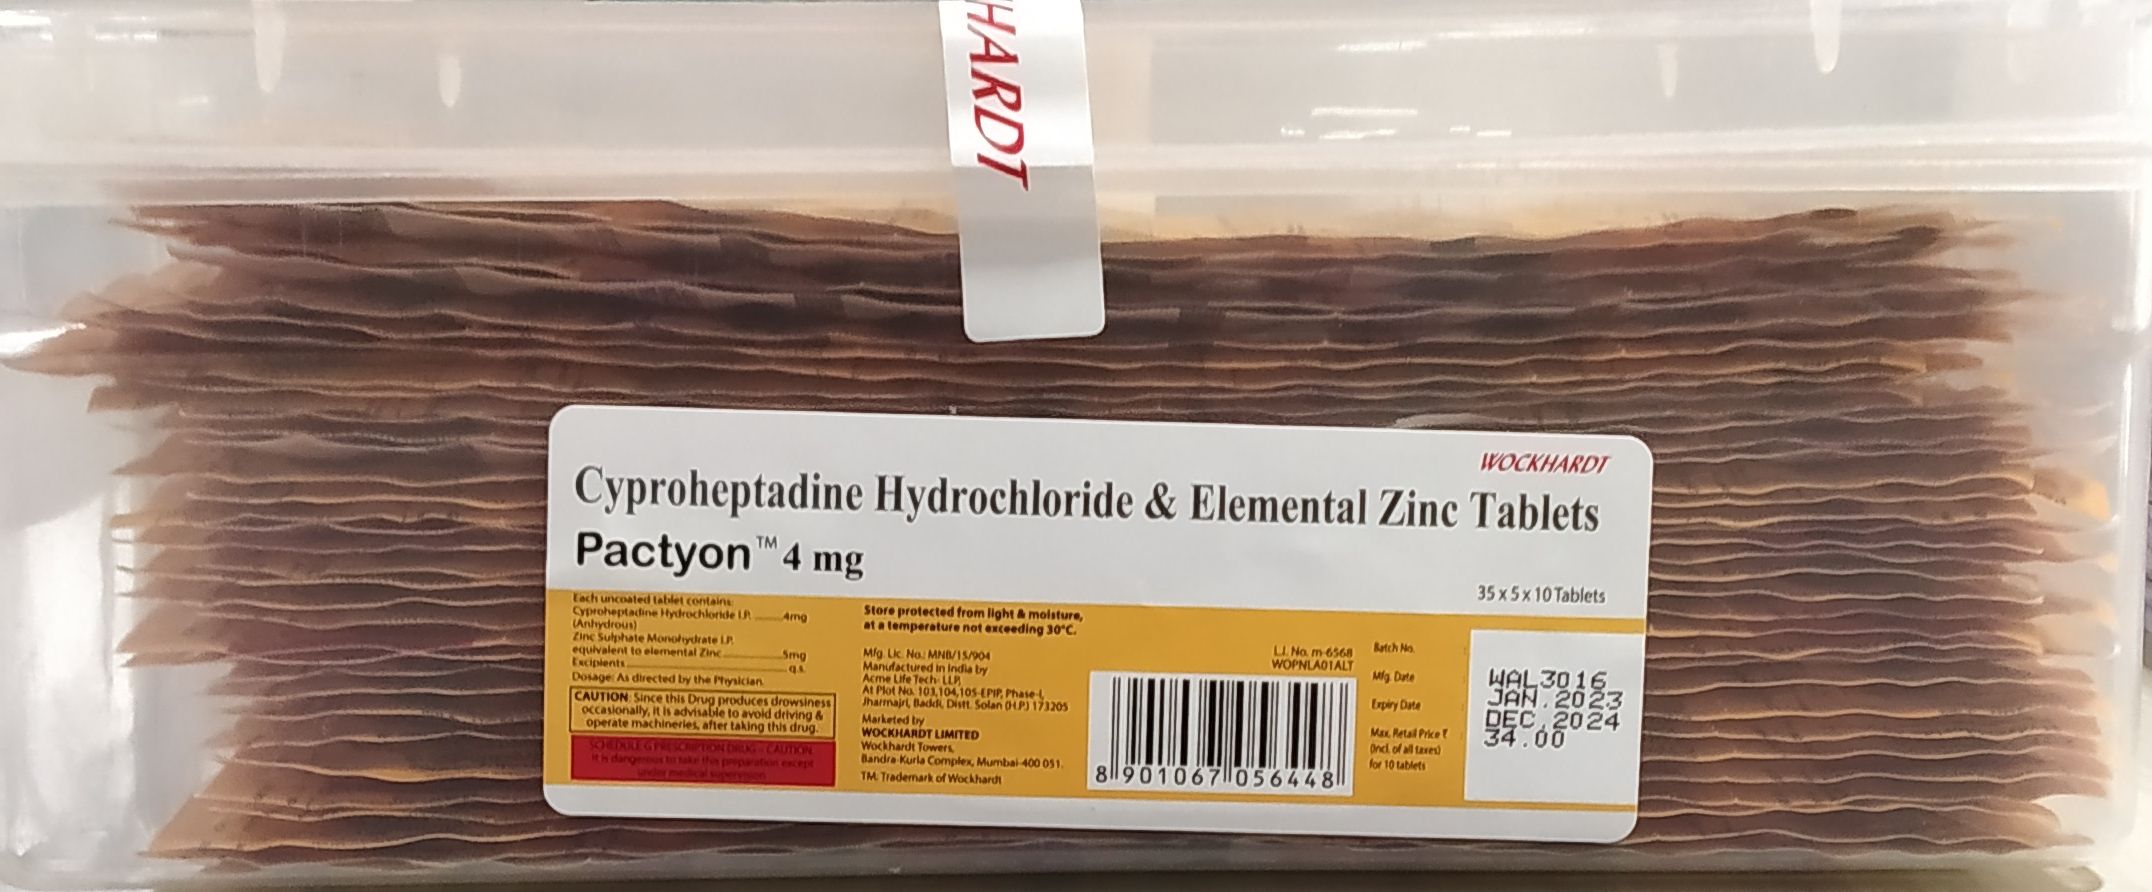 HARDT
WOCKHARDT
Cyproheptadine Hydrochloride & Elemental Zinc Tablets
Pactyon™ 4 mg
35 x 5 x 10 Tablets
Each uncoated tablet contains:
Cyproheptadine Hydrochloride I.P. ........ 4mg
(Anhydrous)
Zinc Sulphate Monohydrate I.P.
equivalent to elemental Zinc ........ 5mg
Excipients ........ q.s.
Dosage: As directed by the Physician.
CAUTION: Since this Drug produces drowsiness
occasionally, it is advisable to avoid driving &
operate machineries, after taking this drug.
SCHEDULE G PRESCRIPTION DRUG - CAUTION
It is dangerous to take this preparation except
under medical supervision
Store protected from light & moisture,
at a temperature not exceeding 30°C.
Mfg. Lic. No.: MNB/15/904
Manufactured in India by
Acme Life Tech. LLP,
At Plot No. 103,104,105-EPIP, Phase-I,
Jharmajri, Baddi, Distt. Solan (H.P.) 173205
Marketed by
WOCKHARDT LIMITED
Wockhardt Towers,
Bandra-Kurla Complex, Mumbai-400 051.
TM: Trademark of Wockhardt
L.I. No. m-6568
WOPNLA01ALT
8 901067 056448
Batch No. : WAL3016
Mfg. Date : JAN.2023
Expiry Date : DEC.2024
Max. Retail Price ₹ : 34.00
(Incl. of all taxes)
for 10 tablets